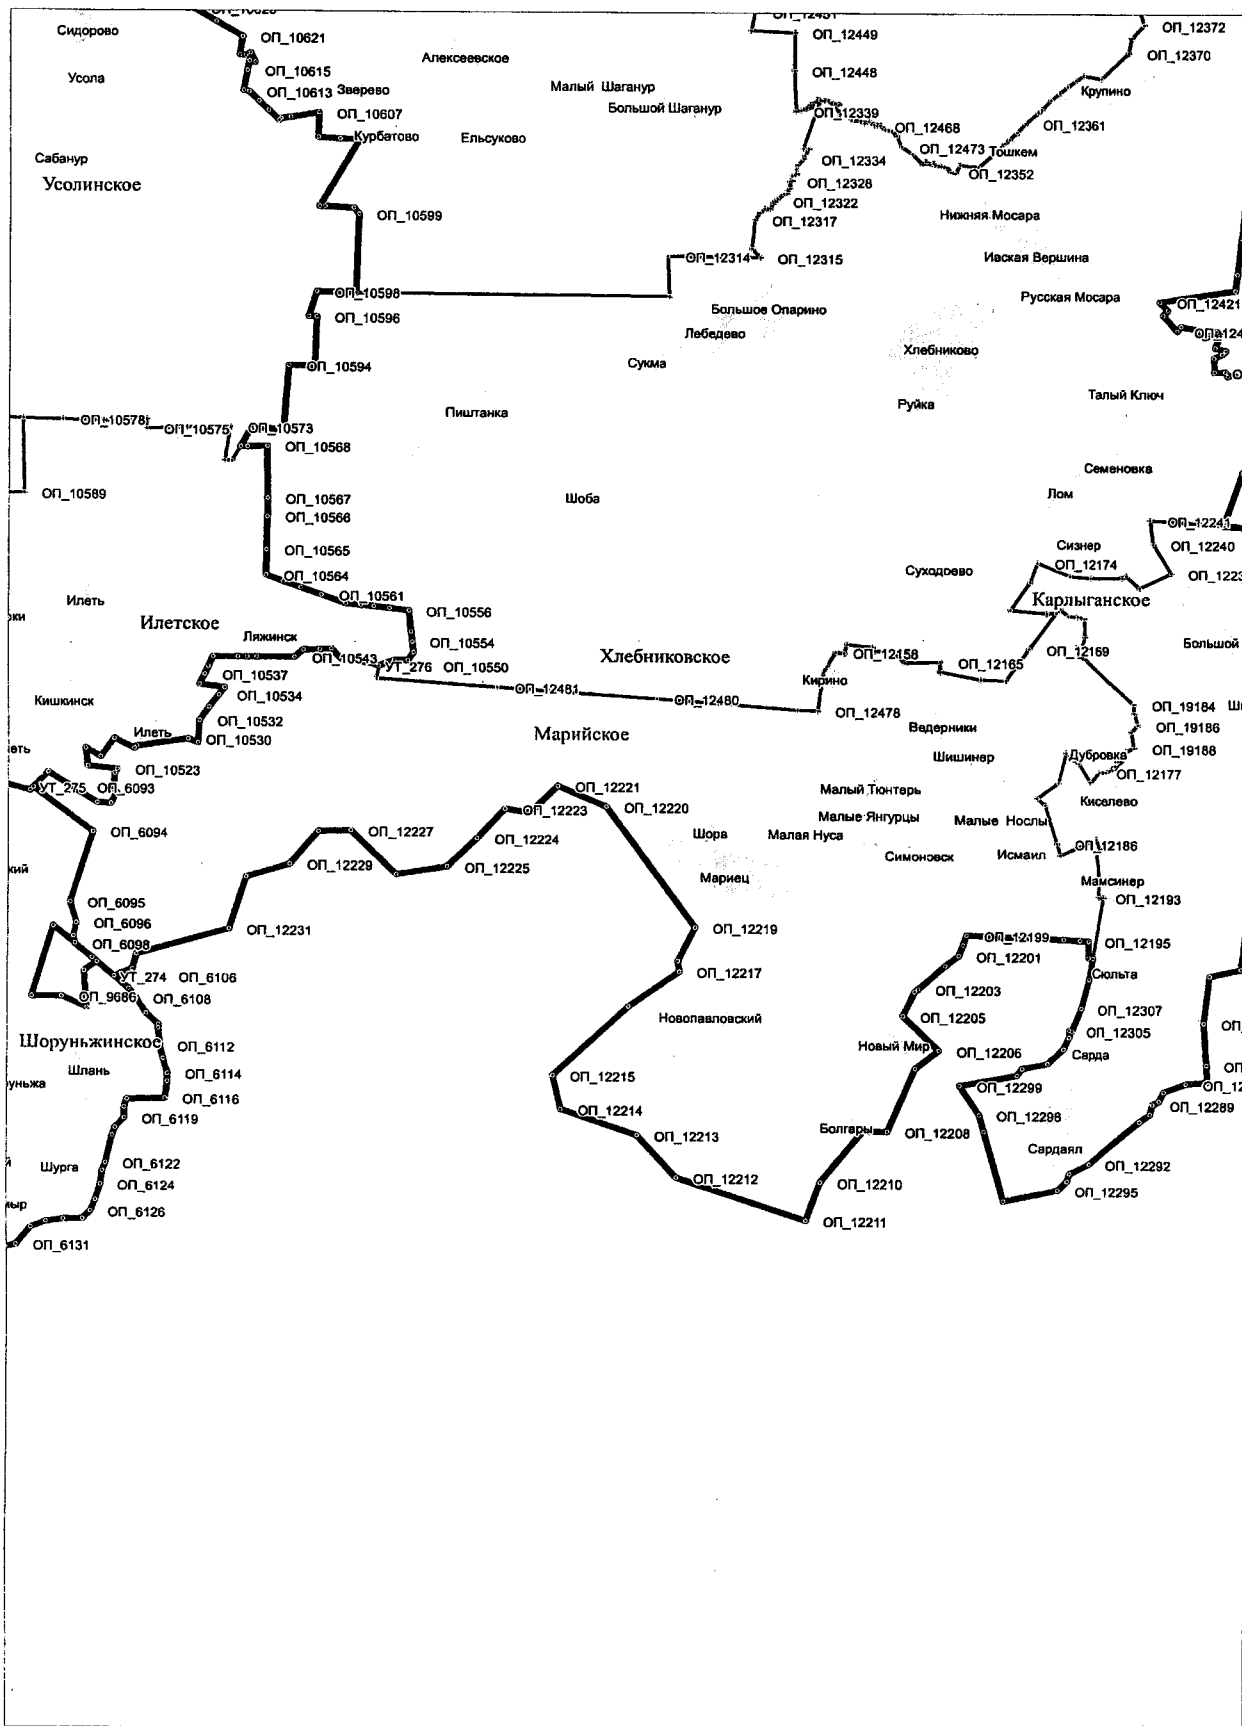 Сидорово
ОП_10621
ОП_12449
ОП_12372
Алексеевское
ОП_12370
ОП_10615
Усола
ОП_12448
Малый Шаганур
Зверево
Крупино
ОП_10613
Большой Шаганур
ОП_10607
ОП_12339
ОП_12361
ОП_12468
Курбатово
Ельсуково
ОП_12473
Тошкем
Сабанур
ОП_12334
ОП_12352
Усолинское
ОП_12328
ОП_12322
ОП_10599
ОП_12317
Нижняя Мосара
ОП_12314
ОП_12315
Ивская Вершина
ОП_10598
Русская Мосара
ОП_12421
Большое Опарино
ОП_10596
Лебедево
ОП_124
Хлебниково
Сукма
ОП_10594
Талый Ключ
Руйка
Пиштанка
ОП_10578
ОП_10575
ОП_10573
ОП_10568
Семеновка
ОП_10589
ОП_10567
Шоба
Лом
ОП_10566
ОП_12241
ОП_10565
Сизнер
ОП_12240
ОП_12174
Суходоево
ОП_10564
ОП_1223
Илеть
ОП_10561
Карлыганское
ОП_10556
ки
Илетское
Ляжинск
ОП_10554
Большой
Хлебниковское
ОП_10543
ОП_12158
ОП_12169
УТ_276
ОП_10550
ОП_12165
ОП_10537
Кирино
ОП_12481
ОП_10534
Кишкинск
ОП_12480
ОП_12478
ОП_19184
ОП_10532
Ведерники
ОП_19186
Илеть
Марийское
ОП_10530
еть
ОП_19188
Шишинер
Дубровка
ОП_10523
ОП_12177
УТ_275
ОП_6093
ОП_12221
Малый Тюнтерь
Киселево
ОП_12220
ОП_12223
Малые Янгурцы
Малые Нослы
ОП_6094
ОП_12227
Шора
Малая Нуса
ОП_12224
ОП_12186
Симоновск
Исмаил
ОП_12229
ОП_12225
кий
Мариец
Мамсинер
ОП_12193
ОП_6095
ОП_6096
ОП_12231
ОП_12219
ОП_12199
ОП_12195
ОП_6098
ОП_12201
УТ_274
ОП_6106
ОП_12217
Сюльта
ОП_9686
ОП_6108
ОП_12203
ОП_12307
Новопавловский
ОП_12205
ОП_12305
Шоруньжинское
Новый Мир
ОП_12206
Сарда
ОП_6112
Шлань
ОП_6114
ОП_12215
уньжа
ОП_12299
ОП_6116
ОП_12214
ОП_12289
ОП_6119
ОП_12298
Болгары
ОП_12213
ОП_12208
Сардаял
Шурга
ОП_6122
ОП_12292
ОП_12212
ОП_6124
ОП_12210
ОП_12295
ОП_6126
ОП_12211
ОП_6131